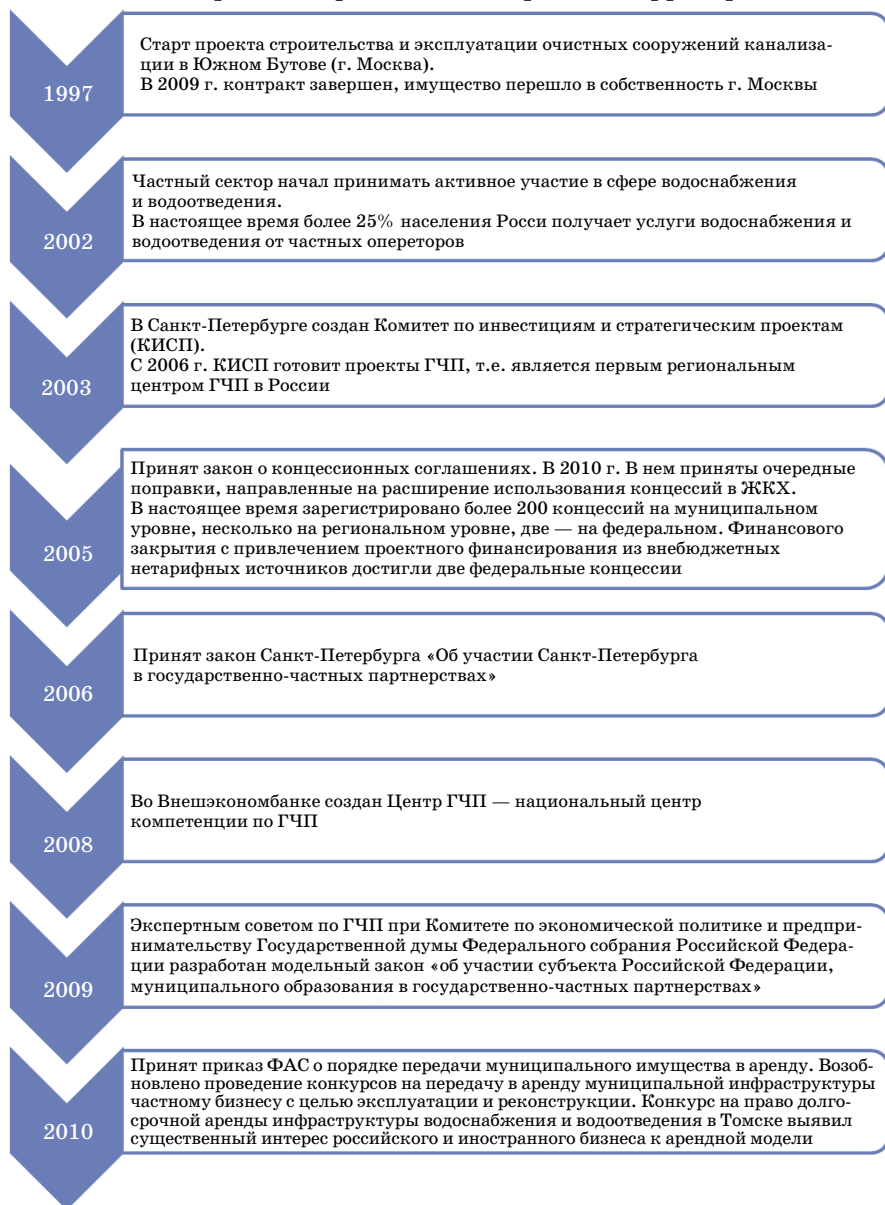 1997
Старт проекта строительства и эксплуатации очистных сооружений канализа-
ции в Южном Бутове (г. Москва).
В 2009 г. контракт завершен, имущество перешло в собственность г. Москвы
2002
Частный сектор начал принимать активное участие в сфере водоснабжения
и водоотведения.
В настоящее время более 25% населения Росси получает услуги водоснабжения и
водоотведения от частных опереторов
2003
В Санкт-Петербурге создан Комитет по инвестициям и стратегическим проектам
(КИСП).
С 2006 г. КИСП готовит проекты ГЧП, т.е. является первым региональным
центром ГЧП в России
2005
Принят закон о концессионных соглашениях. В 2010 г. В нем приняты очередные
поправки, направленные на расширение использования концессий в ЖКХ.
В настоящее время зарегистрировано более 200 концессий на муниципальном
уровне, несколько на региональном уровне, две — на федеральном. Финансового
закрытия с привлечением проектного финансирования из внебюджетных
нетарифных источников достигли две федеральные концессии
2006
Принят закон Санкт-Петербурга «Об участии Санкт-Петербурга
в государственно-частных партнерствах»
2008
Во Внешэкономбанке создан Центр ГЧП — национальный центр
компетенции по ГЧП
2009
Экспертным советом по ГЧП при Комитете по экономической политике и предпри-
нимательству Государственной думы Федерального собрания Российской Федера-
ции разработан модельный закон «об участии субъекта Российской Федерации,
муниципального образования в государственно-частных партнерствах»
2010
Принят приказ ФАС о порядке передачи муниципального имущества в аренду. Возоб-
новлено проведение конкурсов на передачу в аренду муниципальной инфраструктуры
частному бизнесу с целью эксплуатации и реконструкции. Конкурс на право долго-
срочной аренды инфраструктуры водоснабжения и водоотведения в Томске выявил
существенный интерес российского и иностранного бизнеса к арендной модели